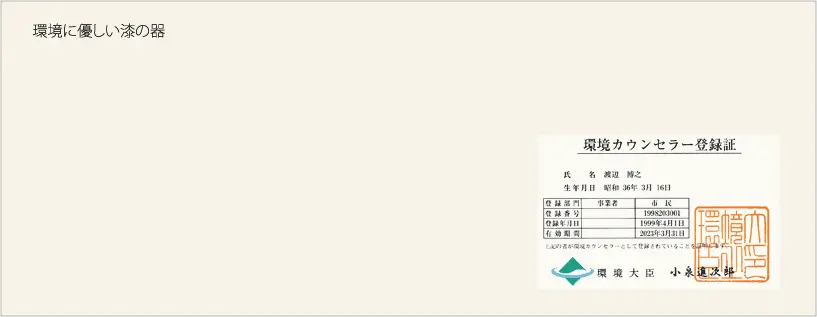 環境に優しい漆の器
環境カウンセラー登録証
氏 名 渡辺 博之
生年月日 昭和 36年 3月 16日
登録部門 事業者 市民
登録番号 1998203001
登録年月日 1999年4月1日
有効期間 2023年3月31日
上記の者が環境カウンセラーとして登録されていることを証明します。
環境大臣 小泉進次郎
環境大臣之印